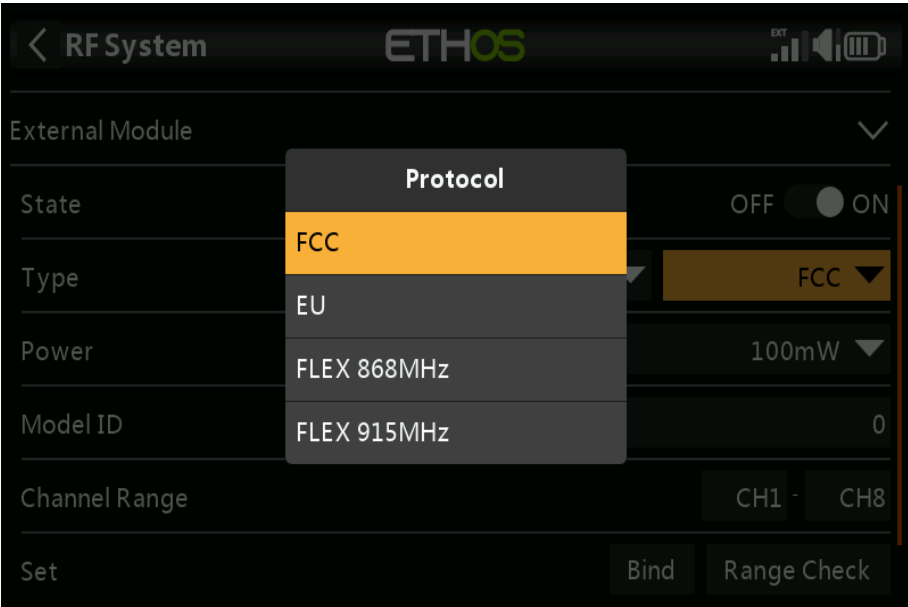 RF System
ETHOS
EXT
External Module
Protocol
State
OFF
ON
FCC
Type
FCC
EU
Power
100mW
FLEX 868MHz
Model ID
0
FLEX 915MHz
Channel Range
CH1 - CH8
Set
Bind
Range Check